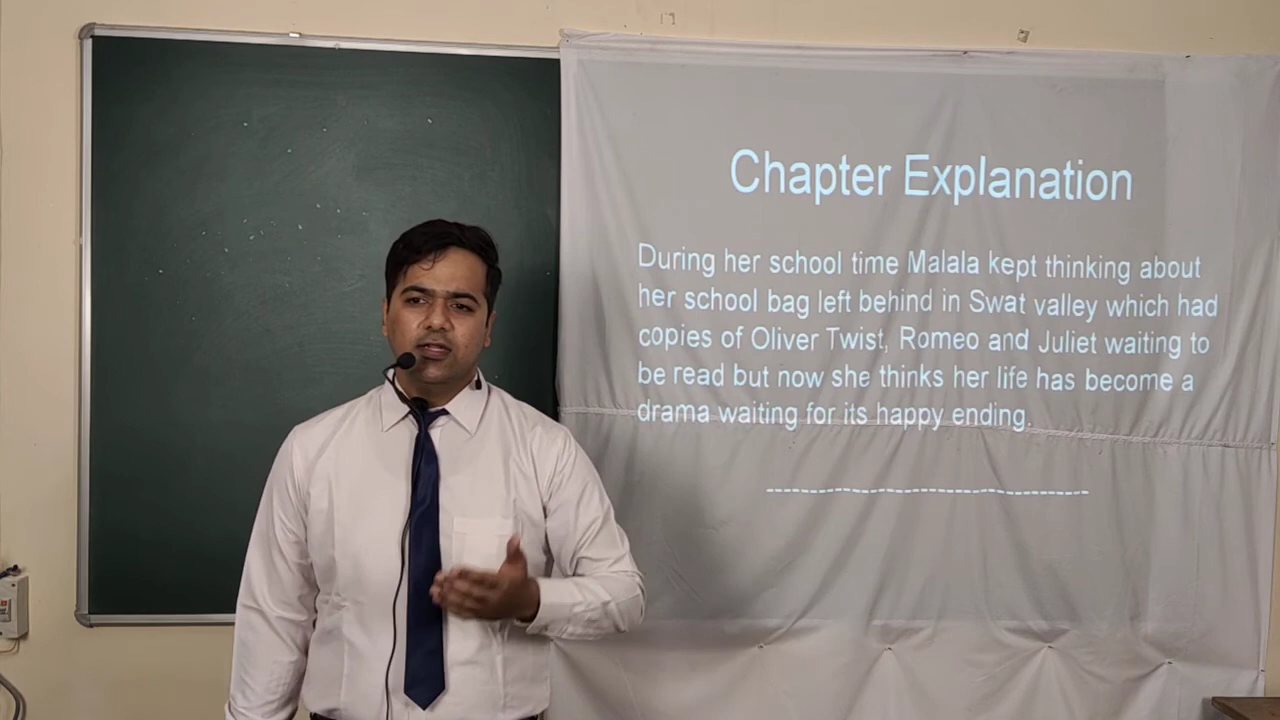 Chapter Explanation
During her school time Malala kept thinking about
her school bag left behind in Swat valley which had
copies of Oliver Twist, Romeo and Juliet waiting to
be read but now she thinks her life has become a
drama waiting for its happy ending.